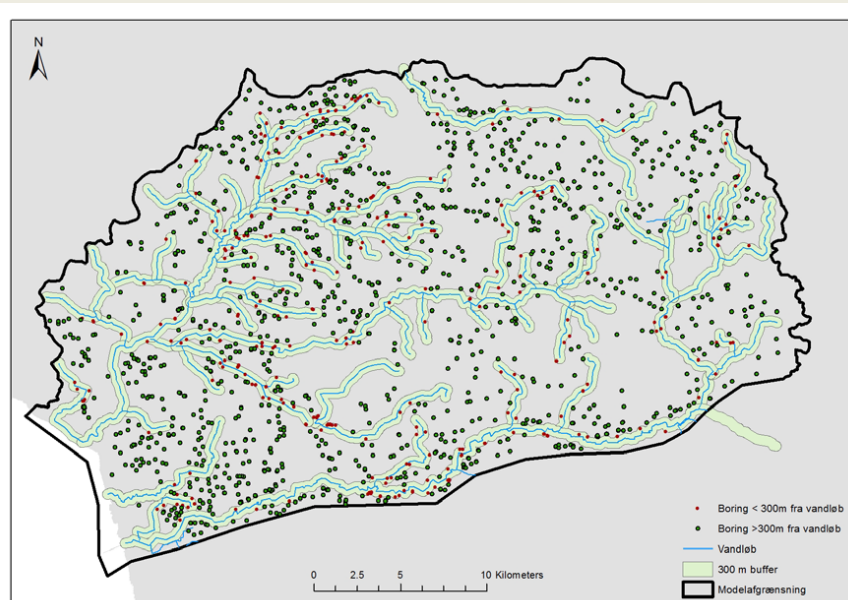 N
Boring < 300m fra vandløb
Boring >300m fra vandløb
Vandløb
300 m buffer
Modelafgrænsning
0 2.5 5 10 Kilometers